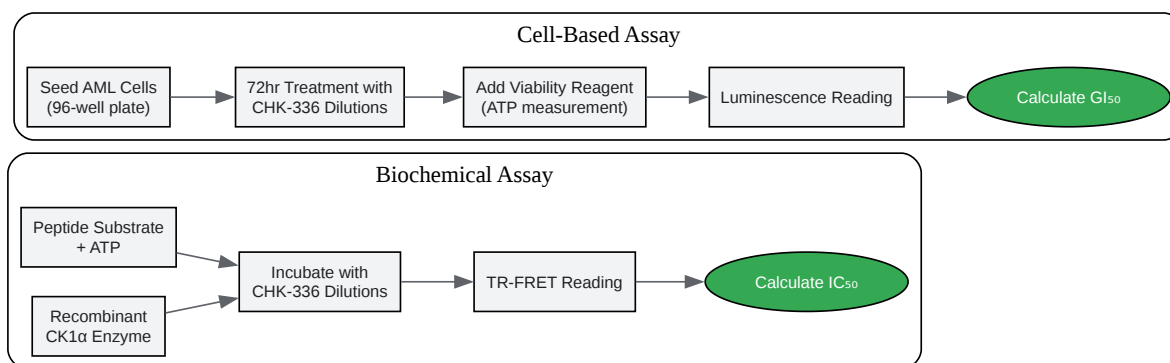 Cell-Based Assay
Seed AML Cells
(96-well plate)
72hr Treatment with
CHK-336 Dilutions
Add Viability Reagent
(ATP measurement)
Luminescence Reading
Calculate GI₅₀
Biochemical Assay
Peptide Substrate
+ ATP
Recombinant
CK1α Enzyme
Incubate with
CHK-336 Dilutions
TR-FRET Reading
Calculate IC₅₀